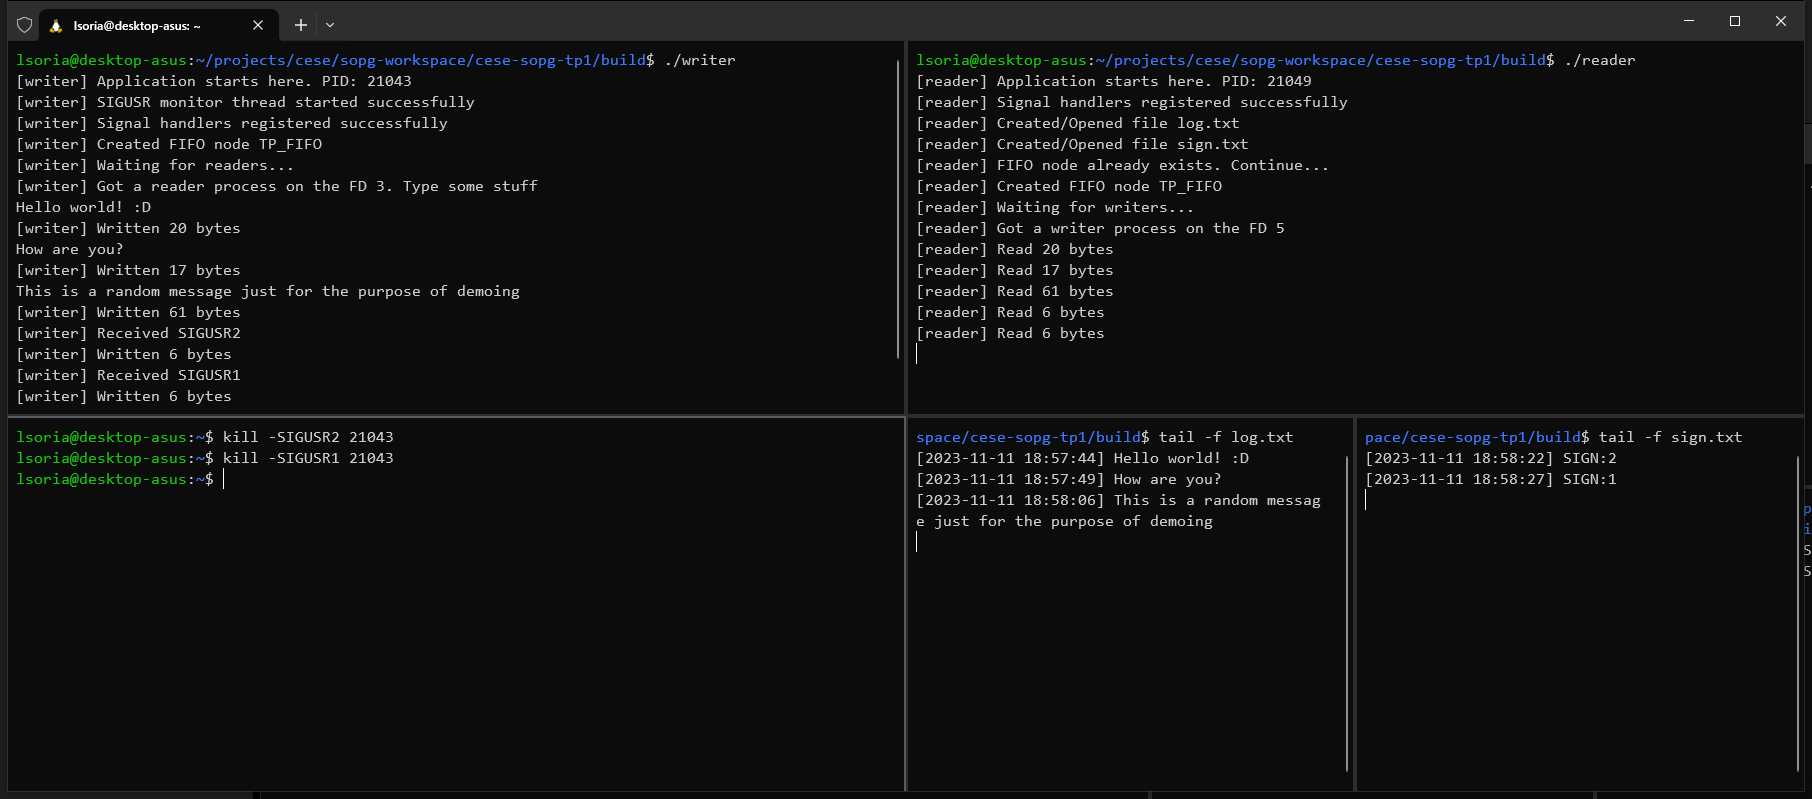 lsoria@desktop-asus: ~
lsoria@desktop-asus:~/projects/cese/sopg-workspace/cese-sopg-tp1/build$ ./writer
[writer] Application starts here. PID: 21043
[writer] SIGUSR monitor thread started successfully
[writer] Signal handlers registered successfully
[writer] Created FIFO node TP_FIFO
[writer] Waiting for readers...
[writer] Got a reader process on the FD 3. Type some stuff
Hello world! :D
[writer] Written 20 bytes
How are you?
[writer] Written 17 bytes
This is a random message just for the purpose of demoing
[writer] Written 61 bytes
[writer] Received SIGUSR2
[writer] Written 6 bytes
[writer] Received SIGUSR1
[writer] Written 6 bytes
lsoria@desktop-asus:~/projects/cese/sopg-workspace/cese-sopg-tp1/build$ ./reader
[reader] Application starts here. PID: 21049
[reader] Signal handlers registered successfully
[reader] Created/Opened file log.txt
[reader] Created/Opened file sign.txt
[reader] FIFO node already exists. Continue...
[reader] Created FIFO node TP_FIFO
[reader] Waiting for writers...
[reader] Got a writer process on the FD 5
[reader] Read 20 bytes
[reader] Read 17 bytes
[reader] Read 61 bytes
[reader] Read 6 bytes
[reader] Read 6 bytes
lsoria@desktop-asus:~$ kill -SIGUSR2 21043
lsoria@desktop-asus:~$ kill -SIGUSR1 21043
lsoria@desktop-asus:~$
space/cese-sopg-tp1/build$ tail -f log.txt
[2023-11-11 18:57:44] Hello world! :D
[2023-11-11 18:57:49] How are you?
[2023-11-11 18:58:06] This is a random messag
e just for the purpose of demoing
pace/cese-sopg-tp1/build$ tail -f sign.txt
[2023-11-11 18:58:22] SIGN:2
[2023-11-11 18:58:27] SIGN:1